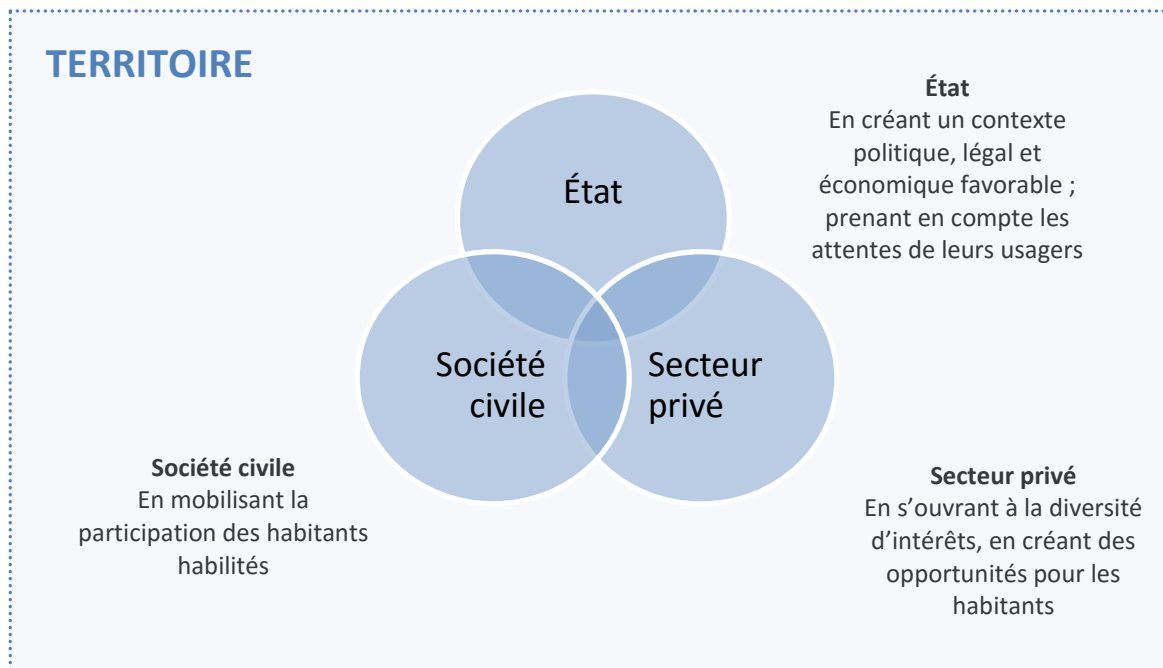 TERRITOIRE
État
En créant un contexte
politique, légal et
économique favorable ;
prenant en compte les
attentes de leurs usagers
État
Société
civile
Secteur
privé
Société civile
En mobilisant la
participation des habitants
habilités
Secteur privé
En s’ouvrant à la diversité
d’intérêts, en créant des
opportunités pour les
habitants